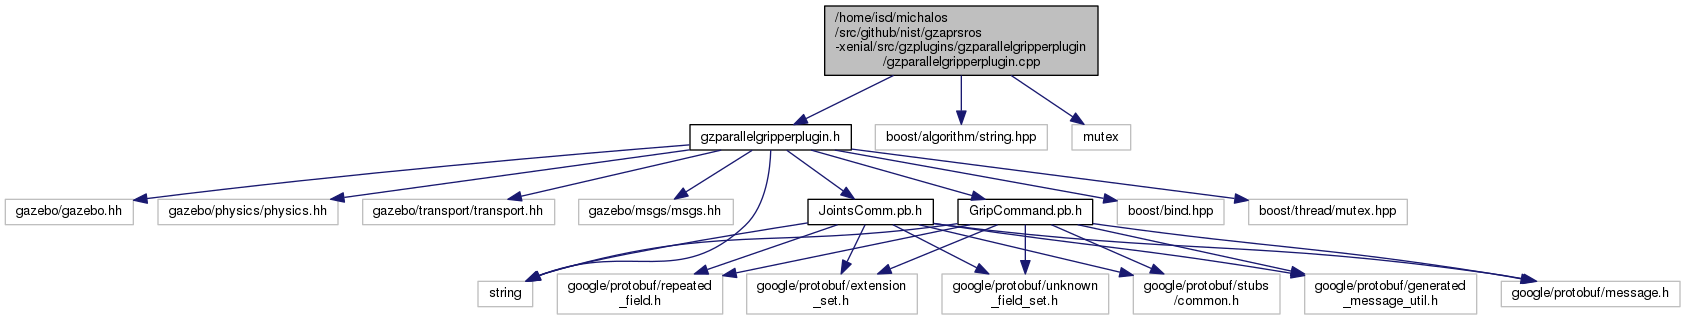 /home/isd/michalos
/src/github/nist/gzaprsros
-xenial/src/gzplugins/gzparallelgripperplugin
/gzparallelgripperplugin.cpp
gzparallelgripperplugin.h
boost/algorithm/string.hpp
mutex
gazebo/gazebo.hh
gazebo/physics/physics.hh
gazebo/transport/transport.hh
gazebo/msgs/msgs.hh
JointsComm.pb.h
GripCommand.pb.h
boost/bind.hpp
boost/thread/mutex.hpp
string
google/protobuf/repeated
_field.h
google/protobuf/extension
_set.h
google/protobuf/unknown
_field_set.h
google/protobuf/stubs
/common.h
google/protobuf/generated
_message_util.h
google/protobuf/message.h